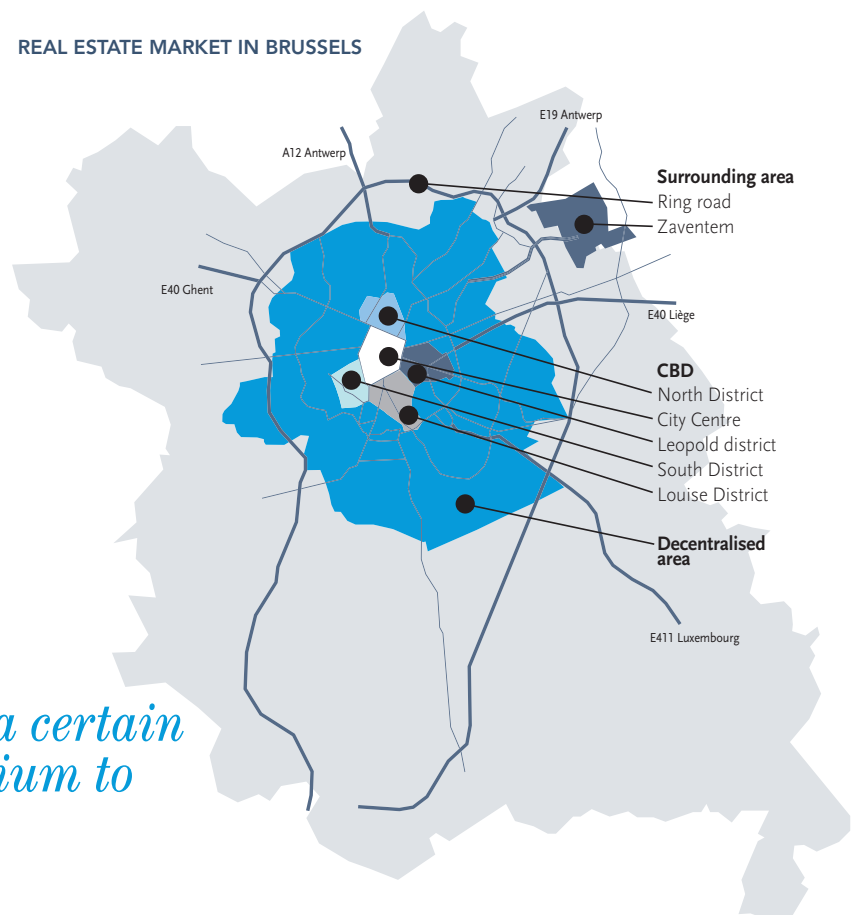 REAL ESTATE MARKET IN BRUSSELS
E19 Antwerp
A12 Antwerp
Surrounding area
Ring road
Zaventem
E40 Ghent
E40 Liège
CBD
North District
City Centre
Leopold district
South District
Louise District
Decentralised
area
E411 Luxembourg
a certain
ium to